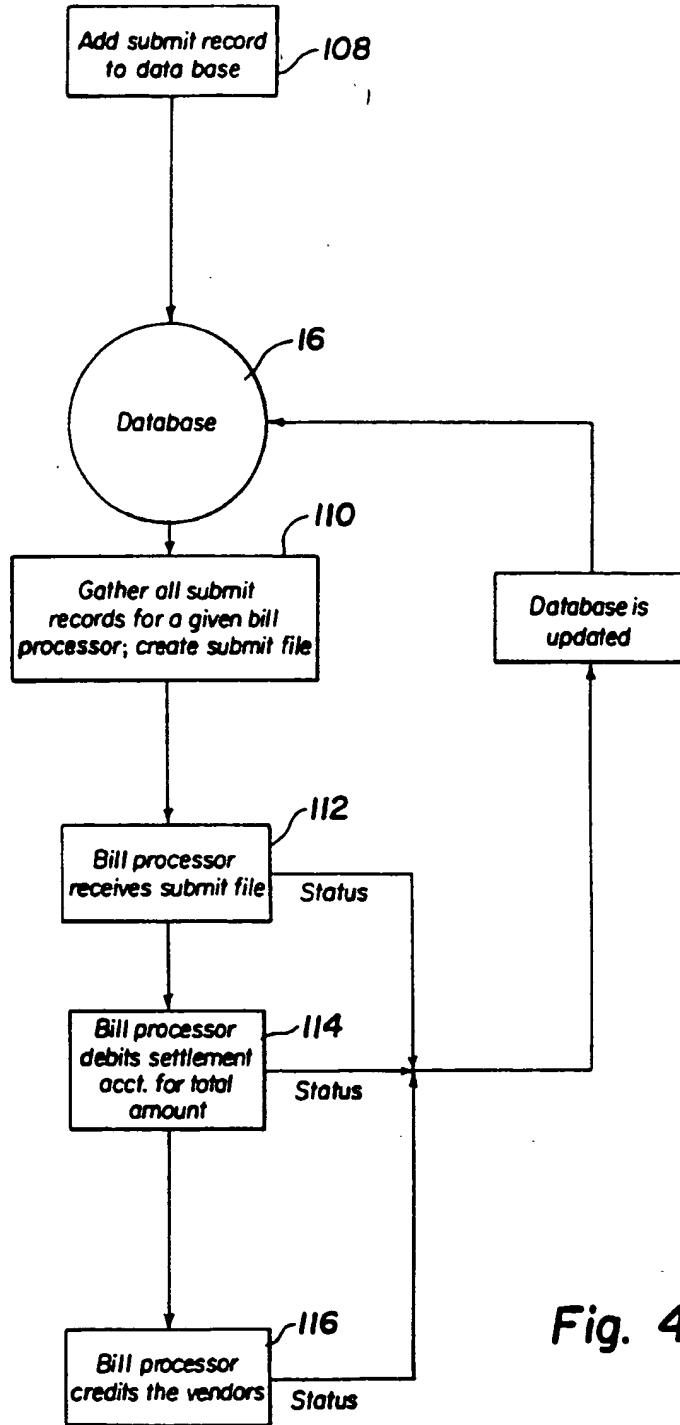 Add submit record
to data base
108
16
Database
110
Gather all submit
records for a given bill
processor; create submit file
Database is
updated
112
Bill processor
receives submit file
Status
114
Bill processor
debits settlement
acct. for total
amount
Status
116
Bill processor
credits the vendors
Status
Fig. 4